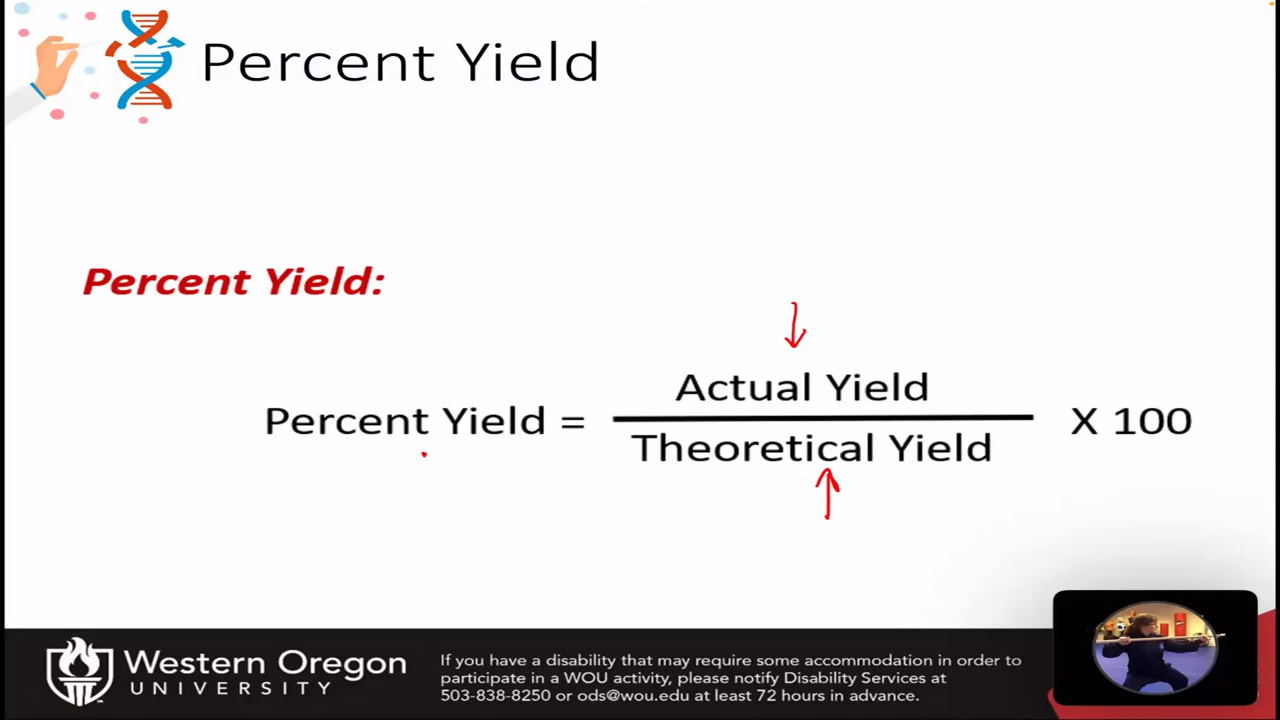 Percent Yield
Percent Yield:
Actual Yield
Percent Yield = X 100
Theoretical Yield
Western Oregon
UNIVERSITY
If you have a disability that may require some accommodation in order to
participate in a WOU activity, please notify Disability Services at
503-838-8250 or ods@wou.edu at least 72 hours in advance.